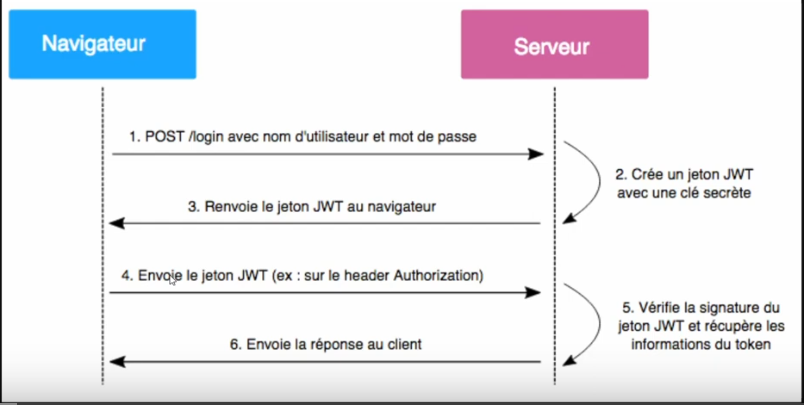 Navigateur
Serveur
1. POST /login avec nom d'utilisateur et mot de passe
2. Crée un jeton JWT
avec une clé secrète
3. Renvoie le jeton JWT au navigateur
4. Envoie le jeton JWT (ex : sur le header Authorization)
5. Vérifie la signature du
jeton JWT et récupère les
informations du token
6. Envoie la réponse au client